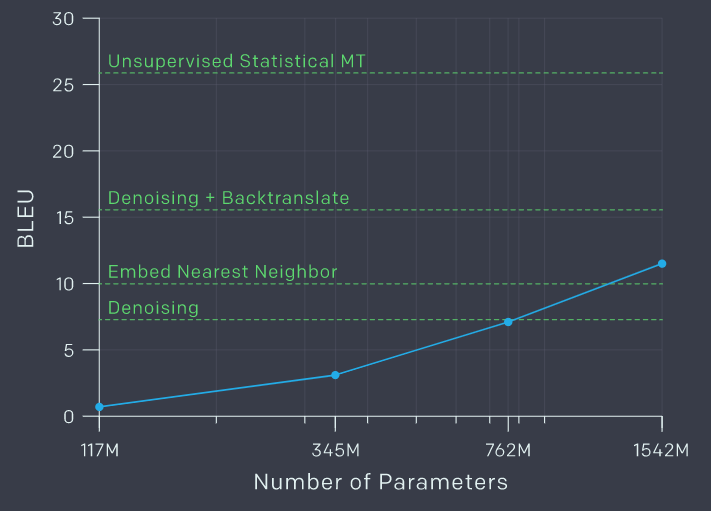 30
Unsupervised Statistical MT
25
20
Denoising + Backtranslate
15
BLEU
Embed Nearest Neighbor
10
Denoising
5
0
117M 345M 762M 1542M
Number of Parameters